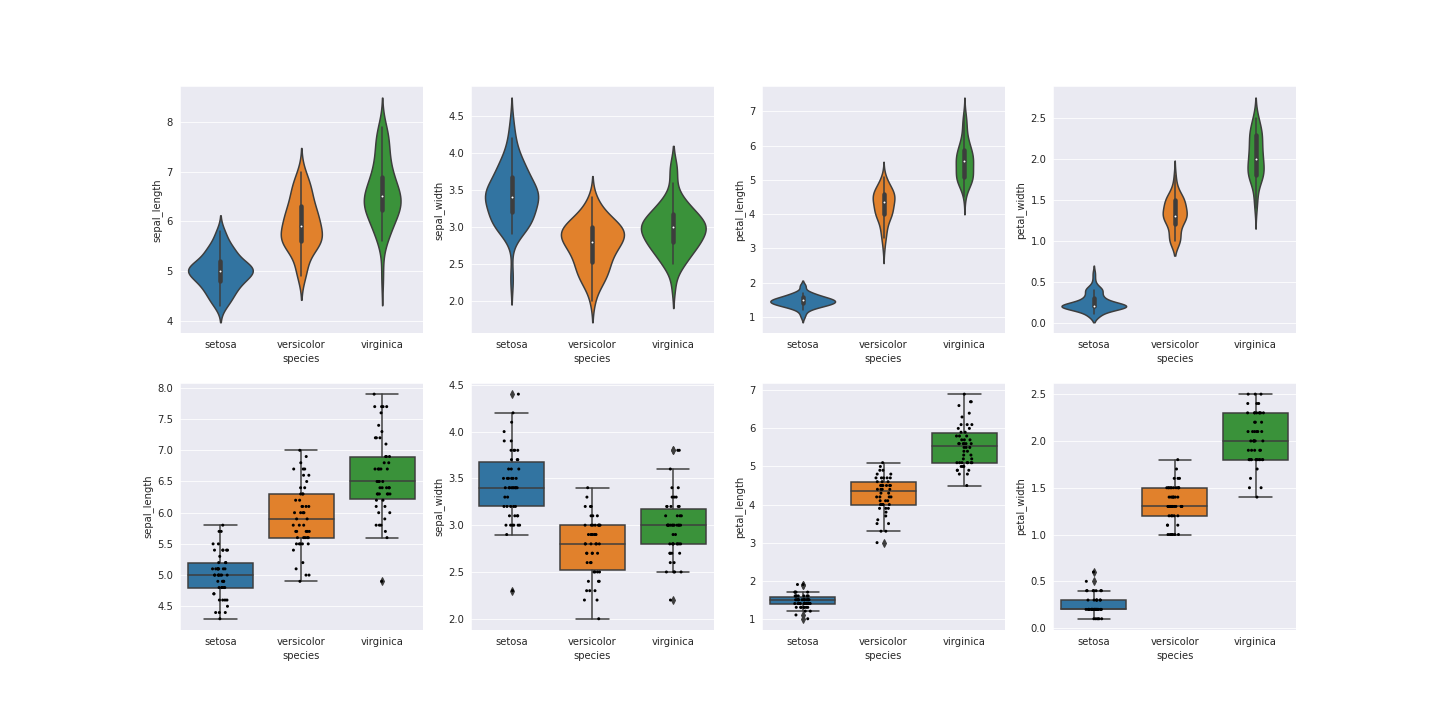 sepal_length
8
7
6
5
4
setosa versicolor virginica
species
sepal_width
4.5
4.0
3.5
3.0
2.5
2.0
setosa versicolor virginica
species
petal_length
7
6
5
4
3
2
1
setosa versicolor virginica
species
petal_width
2.5
2.0
1.5
1.0
0.5
0.0
setosa versicolor virginica
species
sepal_length
8.0
7.5
7.0
6.5
6.0
5.5
5.0
4.5
setosa versicolor virginica
species
sepal_width
4.5
4.0
3.5
3.0
2.5
2.0
setosa versicolor virginica
species
petal_length
7
6
5
4
3
2
1
setosa versicolor virginica
species
petal_width
2.5
2.0
1.5
1.0
0.5
0.0
setosa versicolor virginica
species